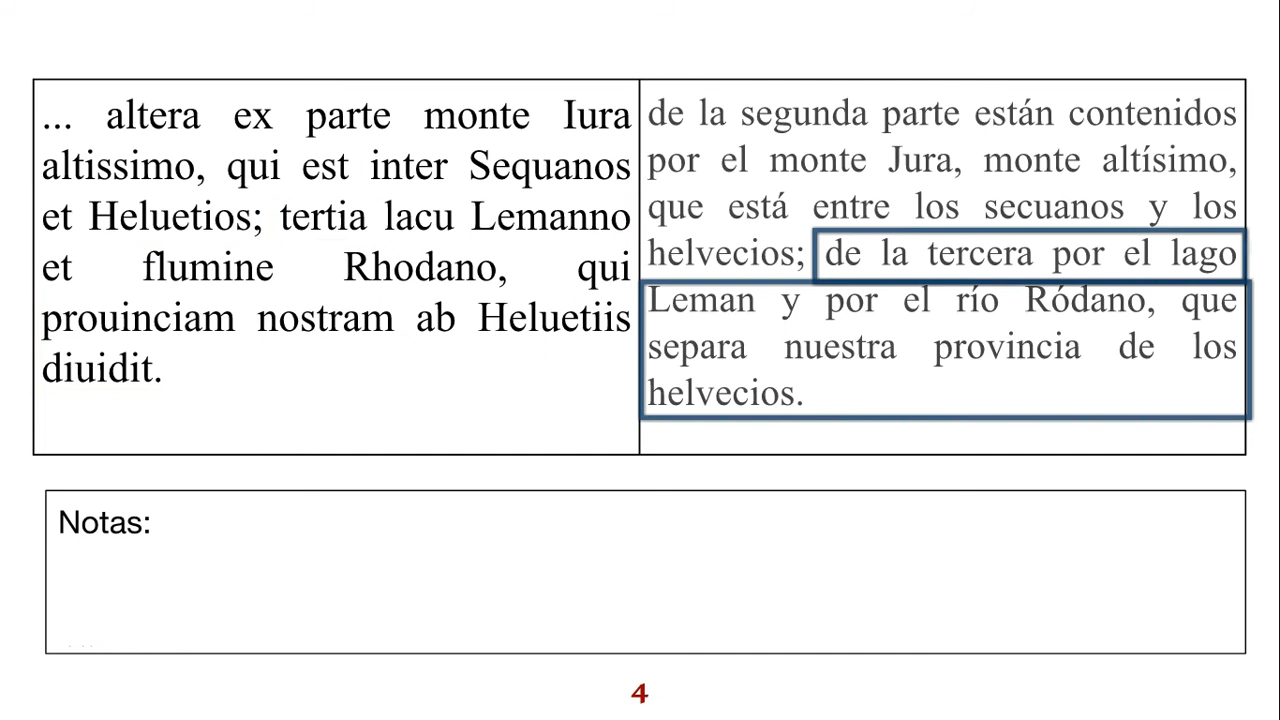 ... altera ex parte monte Iura
altissimo, qui est inter Sequanos
et Heluetios; tertia lacu Lemanno
et flumine Rhodano, qui
prouinciam nostram ab Heluetiis
diuidit.
de la segunda parte están contenidos
por el monte Jura, monte altísimo,
que está entre los secuanos y los
helvecios; de la tercera por el lago
Leman y por el río Ródano, que
separa nuestra provincia de los
helvecios.
Notas:
4